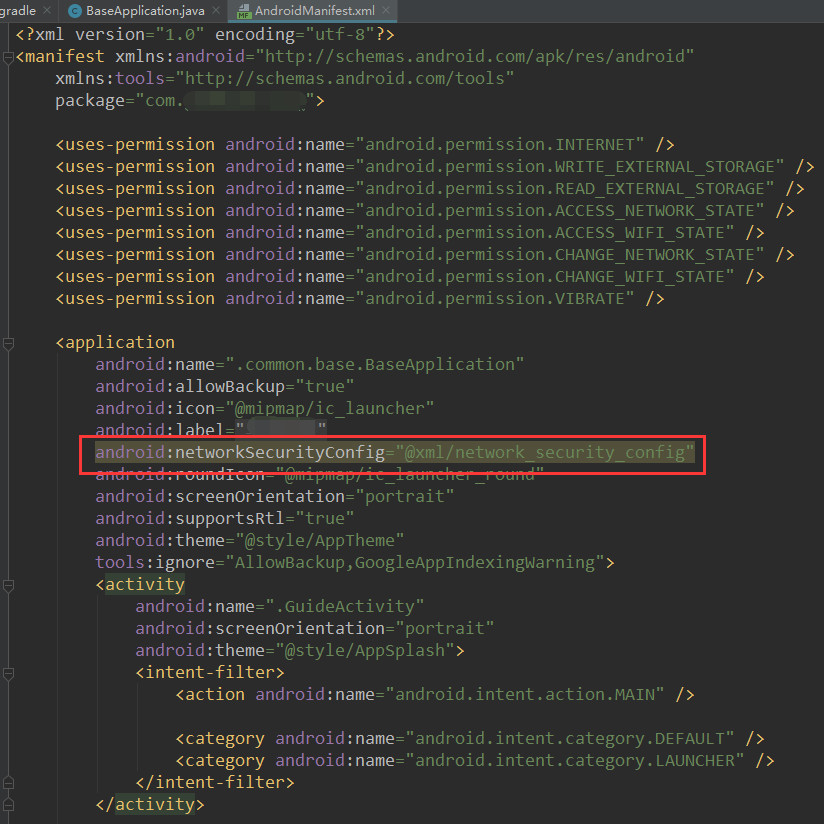 gradle
BaseApplication.java
AndroidManifest.xml
<?xml version="1.0" encoding="utf-8"?>
<manifest xmlns:android="http://schemas.android.com/apk/res/android"
xmlns:tools="http://schemas.android.com/tools"
package="com.">
<uses-permission android:name="android.permission.INTERNET" />
<uses-permission android:name="android.permission.WRITE_EXTERNAL_STORAGE" />
<uses-permission android:name="android.permission.READ_EXTERNAL_STORAGE" />
<uses-permission android:name="android.permission.ACCESS_NETWORK_STATE" />
<uses-permission android:name="android.permission.ACCESS_WIFI_STATE" />
<uses-permission android:name="android.permission.CHANGE_NETWORK_STATE" />
<uses-permission android:name="android.permission.CHANGE_WIFI_STATE" />
<uses-permission android:name="android.permission.VIBRATE" />
<application
android:name=".common.base.BaseApplication"
android:allowBackup="true"
android:icon="@mipmap/ic_launcher"
android:label=""
android:networkSecurityConfig="@xml/network_security_config"
android:roundIcon="@mipmap/ic_launcher_round"
android:screenOrientation="portrait"
android:supportsRtl="true"
android:theme="@style/AppTheme"
tools:ignore="AllowBackup,GoogleAppIndexingWarning">
<activity
android:name=".GuideActivity"
android:screenOrientation="portrait"
android:theme="@style/AppSplash">
<intent-filter>
<action android:name="android.intent.action.MAIN" />
<category android:name="android.intent.category.DEFAULT" />
<category android:name="android.intent.category.LAUNCHER" />
</intent-filter>
</activity>